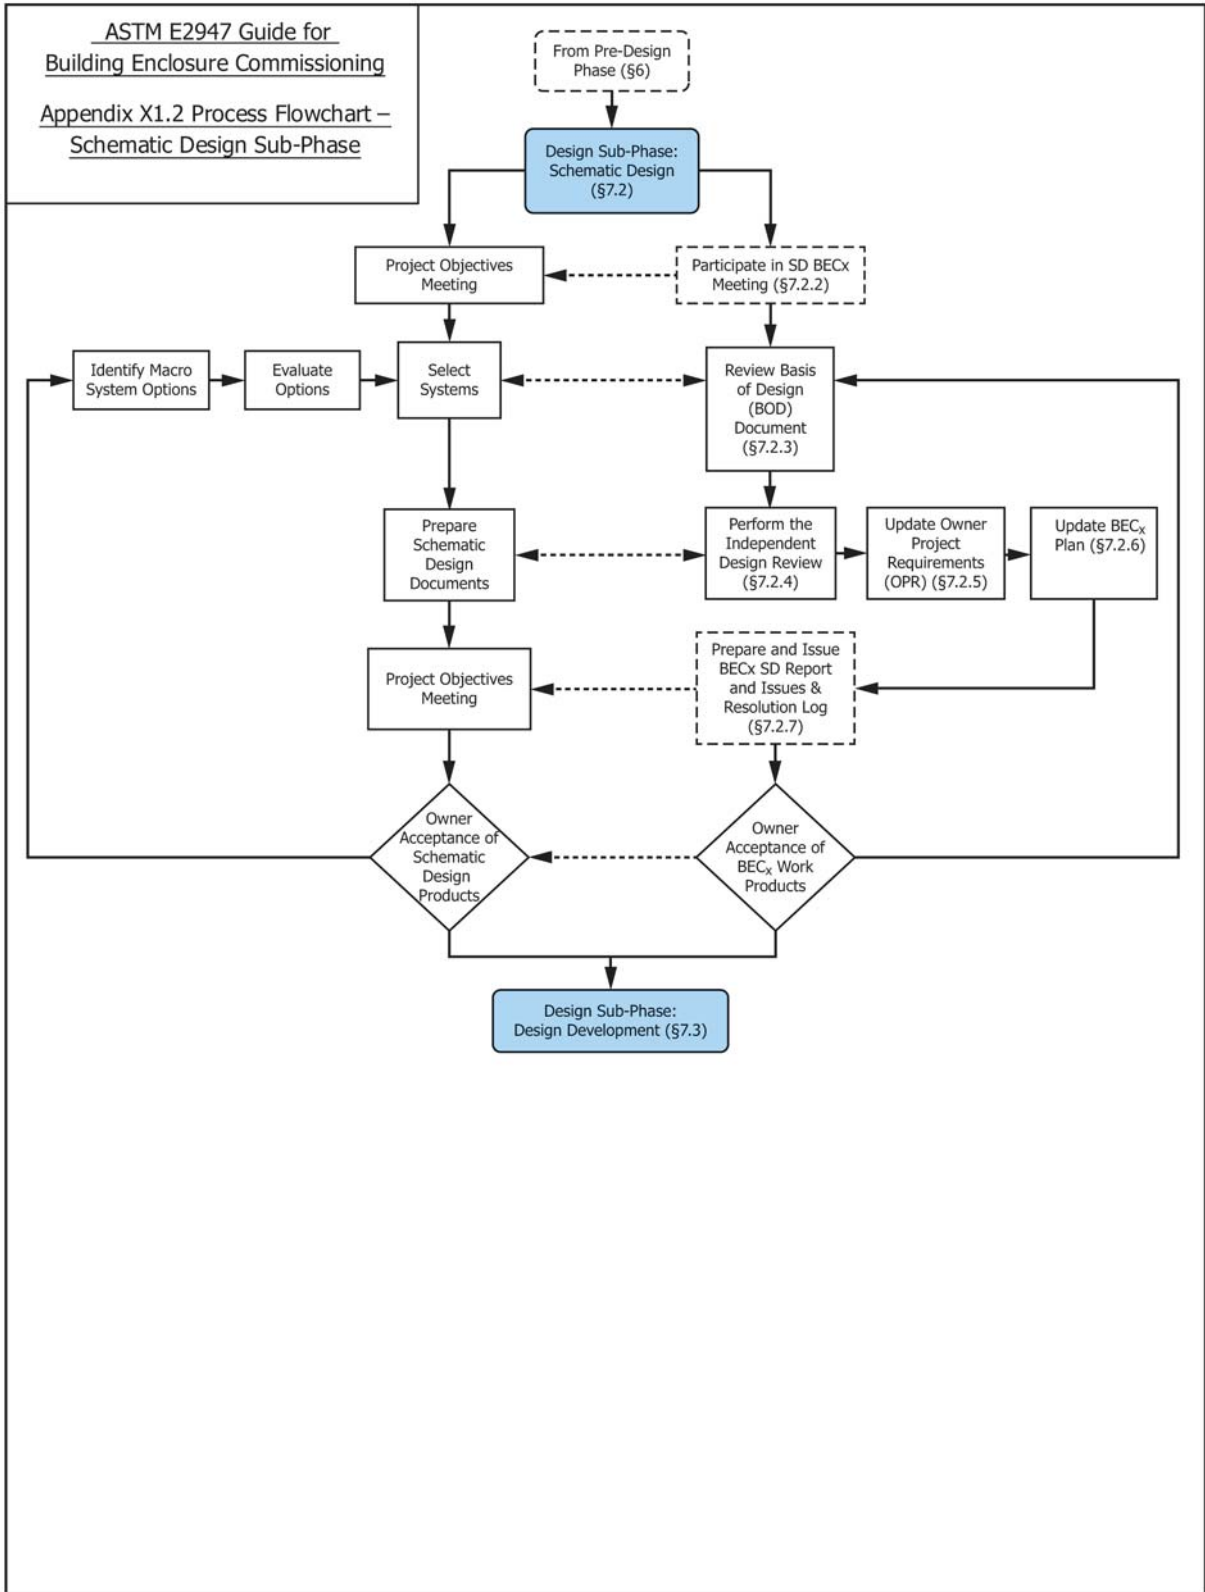 ASTM E2947 Guide for
Building Enclosure Commissioning
Appendix X1.2 Process Flowchart –
Schematic Design Sub-Phase
From Pre-Design
Phase (§6)
Design Sub-Phase:
Schematic Design
(§7.2)
Project Objectives
Meeting
Participate in SD BECx
Meeting (§7.2.2)
Identify Macro
System Options
Evaluate
Options
Select
Systems
Review Basis
of Design
(BOD)
Document
(§7.2.3)
Prepare
Schematic
Design
Documents
Perform the
Independent
Design Review
(§7.2.4)
Update Owner
Project
Requirements
(OPR) (§7.2.5)
Update BECx
Plan (§7.2.6)
Project Objectives
Meeting
Prepare and Issue
BECx SD Report
and Issues &
Resolution Log
(§7.2.7)
Owner
Acceptance of
Schematic
Design
Products
Owner
Acceptance of
BECx Work
Products
Design Sub-Phase:
Design Development (§7.3)